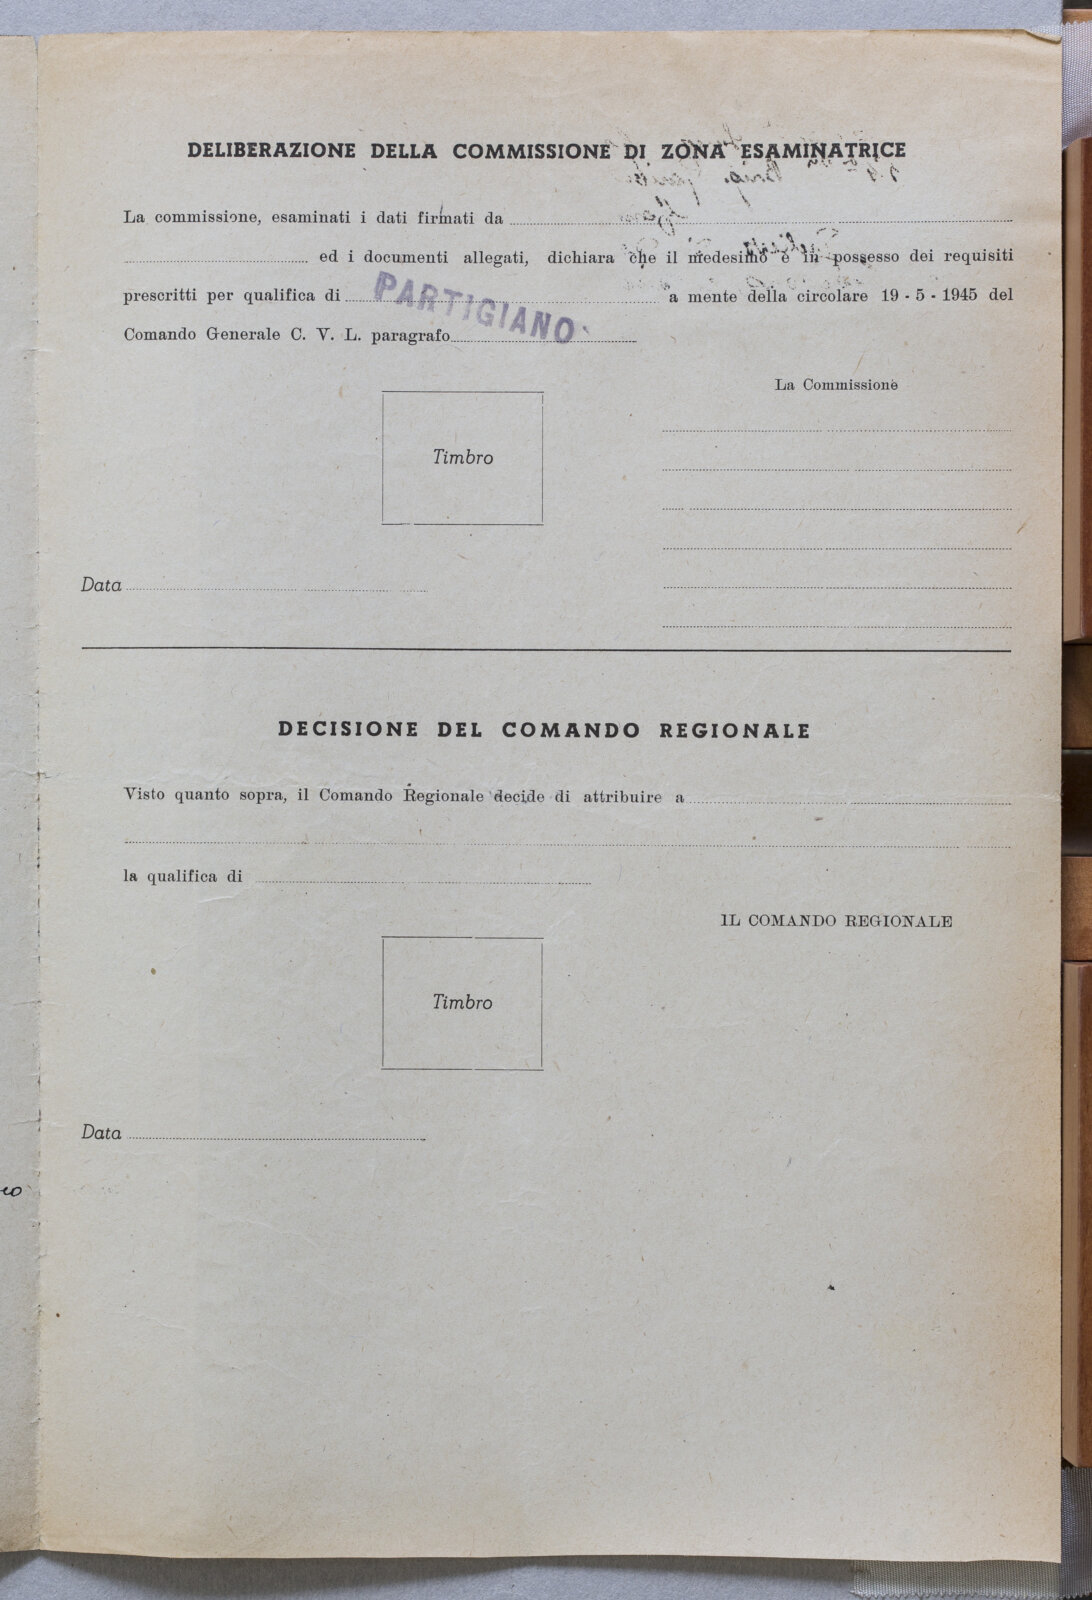 DELIBERAZIONE DELLA COMMISSIONE DI ZONA ESAMINATRICE
La commissione, esaminati i dati firmati da
ed i documenti allegati, dichiara che il medesimo è in possesso dei requisiti
prescritti per qualifica di PARTIGIANO a mente della circolare 19 - 5 - 1945 del
Comando Generale C. V. L. paragrafo
La Commissione
Timbro
Data
DECISIONE DEL COMANDO REGIONALE
Visto quanto sopra, il Comando Regionale decide di attribuire a
la qualifica di
IL COMANDO REGIONALE
Timbro
Data